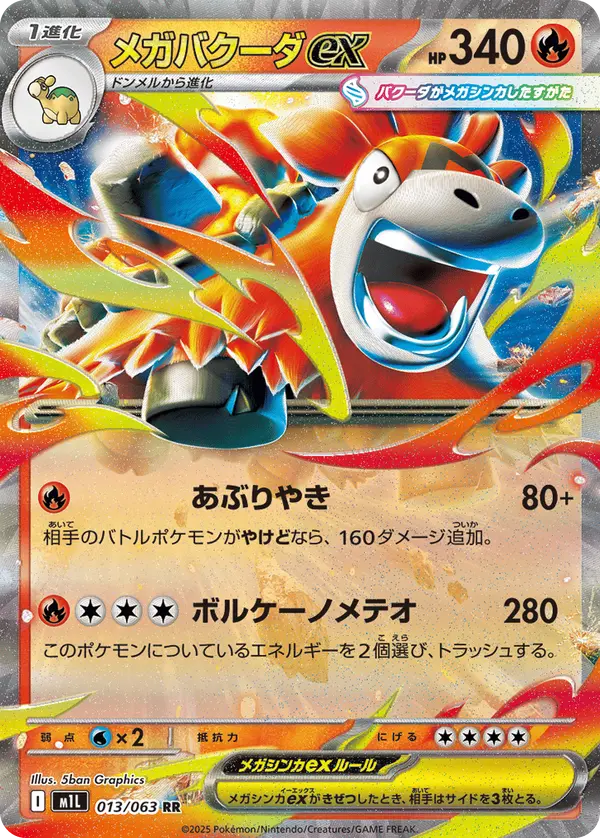 1進化
メガバクーダex
HP340
ドンメルから進化
バクーダがメガシンカしたすがた
あぶりやき 80+
相手のバトルポケモンがやけどなら、160ダメージ追加。
ボルケーノメテオ 280
このポケモンについているエネルギーを2個選び、トラッシュする。
弱点 ×2 抵抗力 にげる
Illus. 5ban Graphics
メガシンカexルール
I M1L 013/063 RR
メガシンカexがきぜつしたとき、相手はサイドを3枚とる。
©2025 Pokémon/Nintendo/Creatures/GAME FREAK.